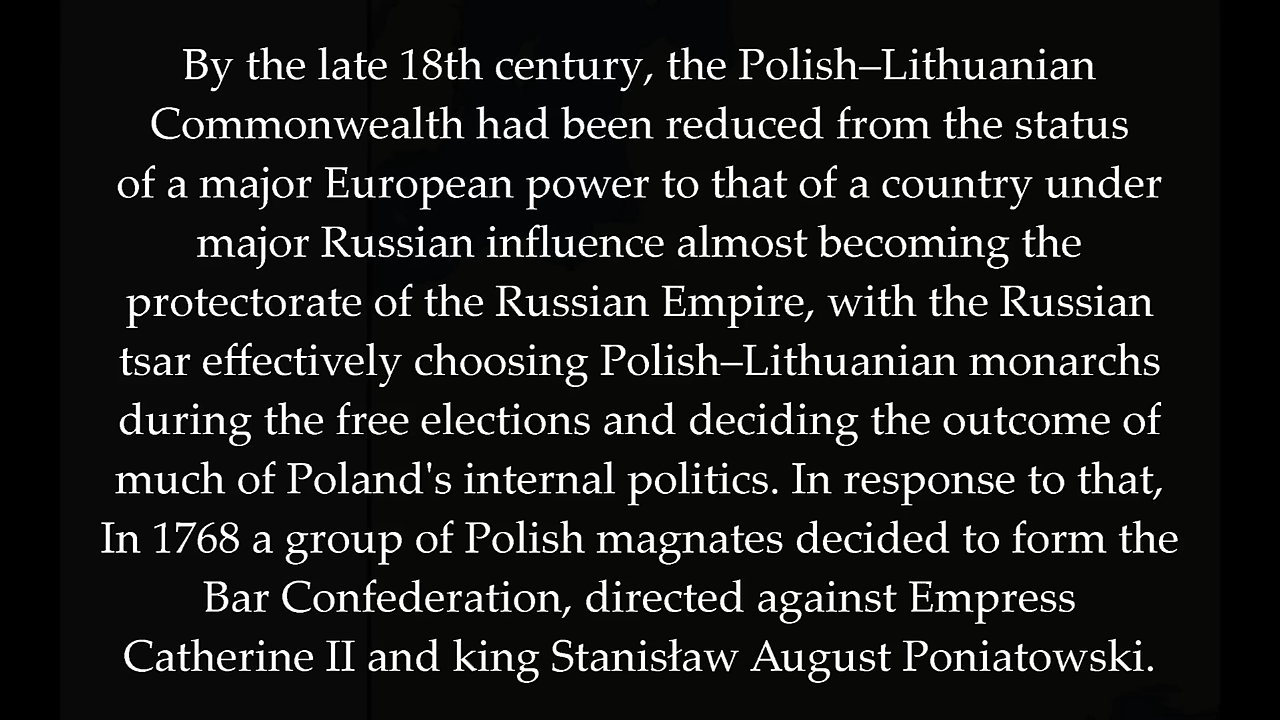 By the late 18th century, the Polish–Lithuanian
Commonwealth had been reduced from the status
of a major European power to that of a country under
major Russian influence almost becoming the
protectorate of the Russian Empire, with the Russian
tsar effectively choosing Polish–Lithuanian monarchs
during the free elections and deciding the outcome of
much of Poland's internal politics. In response to that,
In 1768 a group of Polish magnates decided to form the
Bar Confederation, directed against Empress
Catherine II and king Stanisław August Poniatowski.